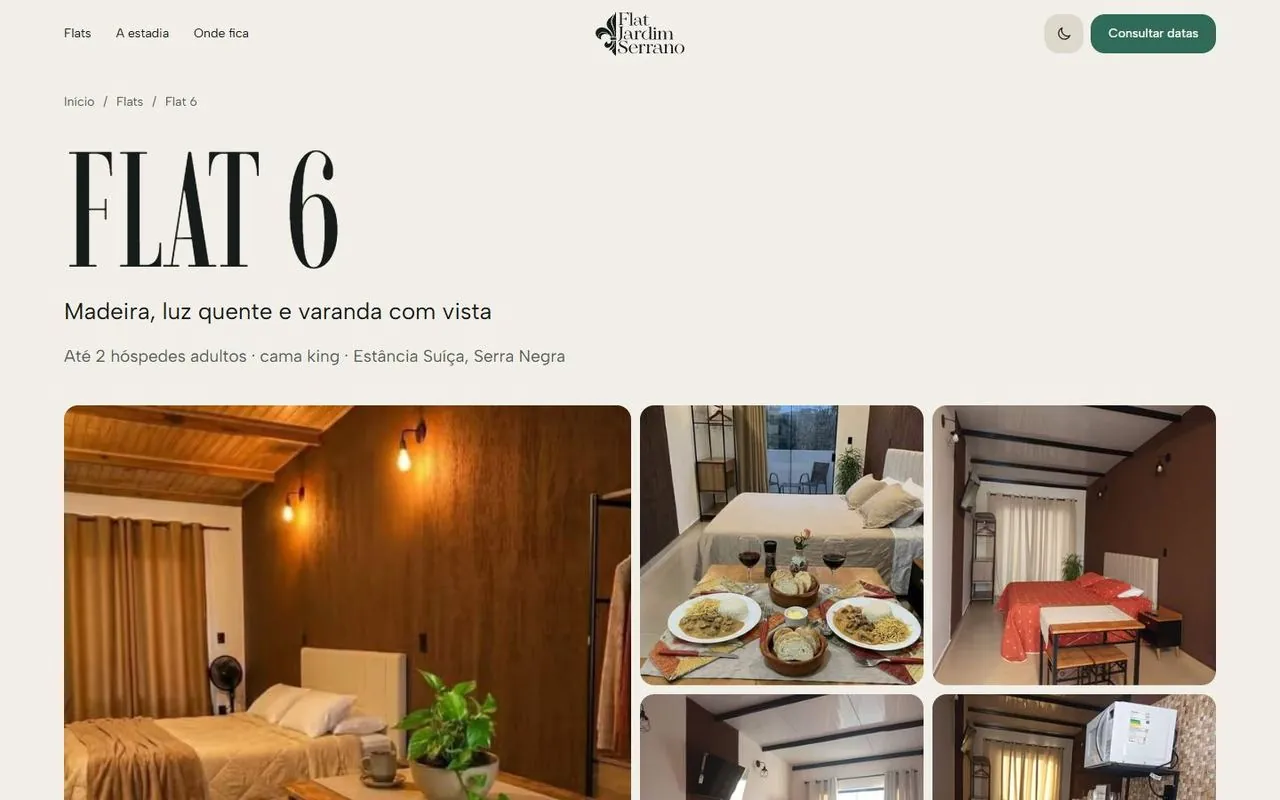 Flats
A estadia
Onde fica
Flat
Jardim
Serrano
Consultar datas
Início / Flats / Flat 6
FLAT 6
Madeira, luz quente e varanda com vista
Até 2 hóspedes adultos · cama king · Estância Suíça, Serra Negra